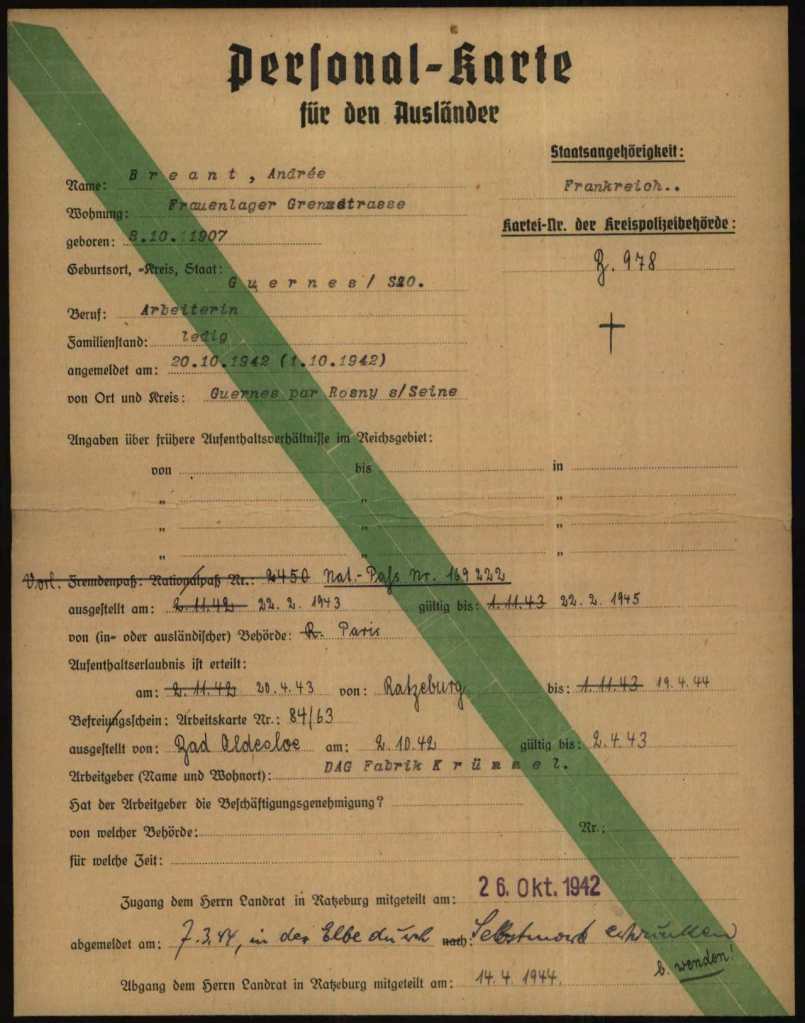 Personal-Karte
für den Ausländer
Staatsangehörigkeit:
Name: Breant, Andrée
Frankreich..
Wohnung: Frauenlager Grenzstrasse
Kartei-Nr. der Kreispolizeibehörde:
geboren: 8.10.1907
Z. 978
Geburtsort, -Kreis, Staat: Guernes/ S&O.
Beruf: Arbeiterin
Familienstand: ledig
angemeldet am: 20.10.1942 (1.10.1942)
von Ort und Kreis: Guernes par Rosny s/Seine
Angaben über frühere Aufenthaltsverhältnisse im Reichsgebiet:
von bis in
" " "
" " "
" " "
Vorl. Fremdenpaß: Nationalpaß Nr.: 2450 Nat.-Pass Nr. 169 222
ausgestellt am: 2.11.42 22. 2. 1943 gültig bis: 1.11.43 22. 2. 1945
von (in- oder ausländischer) Behörde: R. Paris
Aufenthaltserlaubnis ist erteilt:
am: 2.11.42 20.4.43 von: Ratzeburg bis: 1.11.43 19.4.44
Befreiungsschein: Arbeitskarte Nr.: 84/63
ausgestellt von: Bad Oldesloe am: 2.10.42 gültig bis: 2.4.43
Arbeitgeber (Name und Wohnort): DAG Fabrik Krümmel.
Hat der Arbeitgeber die Beschäftigungsgenehmigung?
von welcher Behörde: Nr.:
für welche Zeit:
Zugang dem Herrn Landrat in Ratzeburg mitgeteilt am: 26. Okt. 1942
abgemeldet am: 7.3.44, in der Elbe durch nach: Selbstmord ertrunken
b. wenden!
Abgang dem Herrn Landrat in Ratzeburg mitgeteilt am: 14.4.1944.